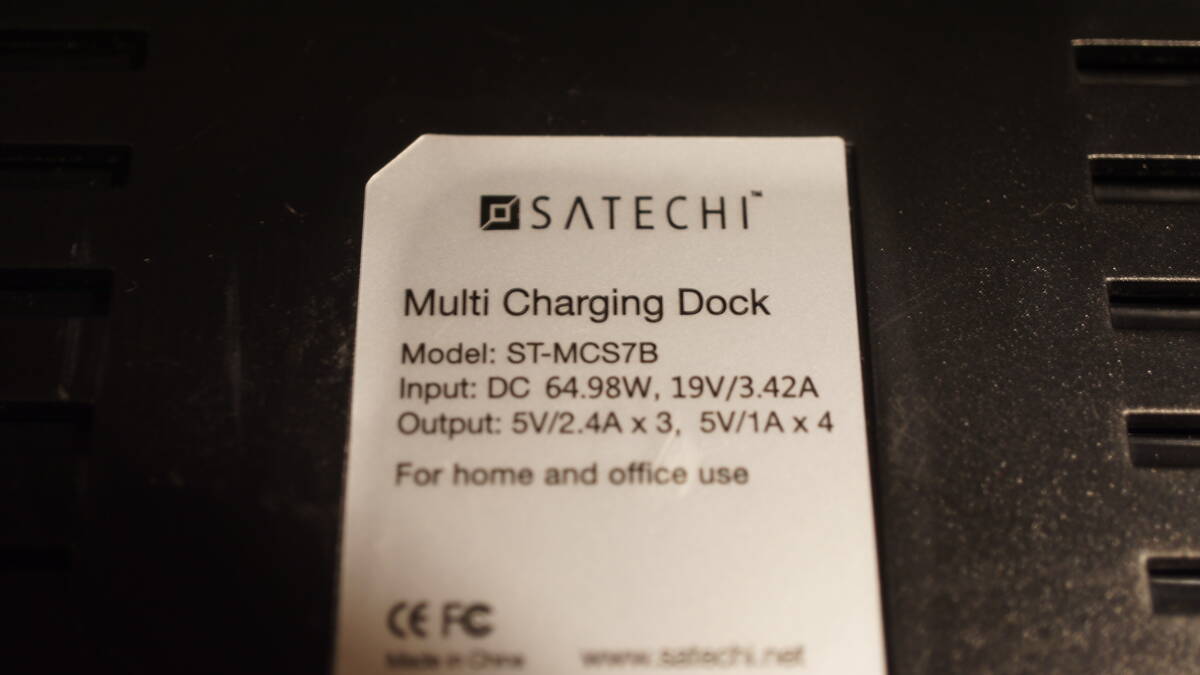 SATECHI™
Multi Charging Dock
Model: ST-MCS7B
Input: DC 64.98W, 19V/3.42A
Output: 5V/2.4A x 3, 5V/1A x 4
For home and office use
CE FC
Made in China www.satechi.net